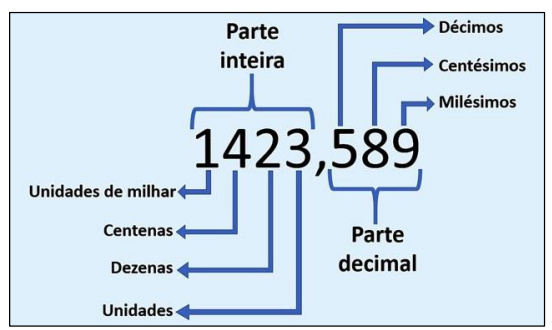 Parte
inteira
Décimos
Centésimos
Milésimos
1423,589
Unidades de milhar
Centenas
Dezenas
Unidades
Parte
decimal